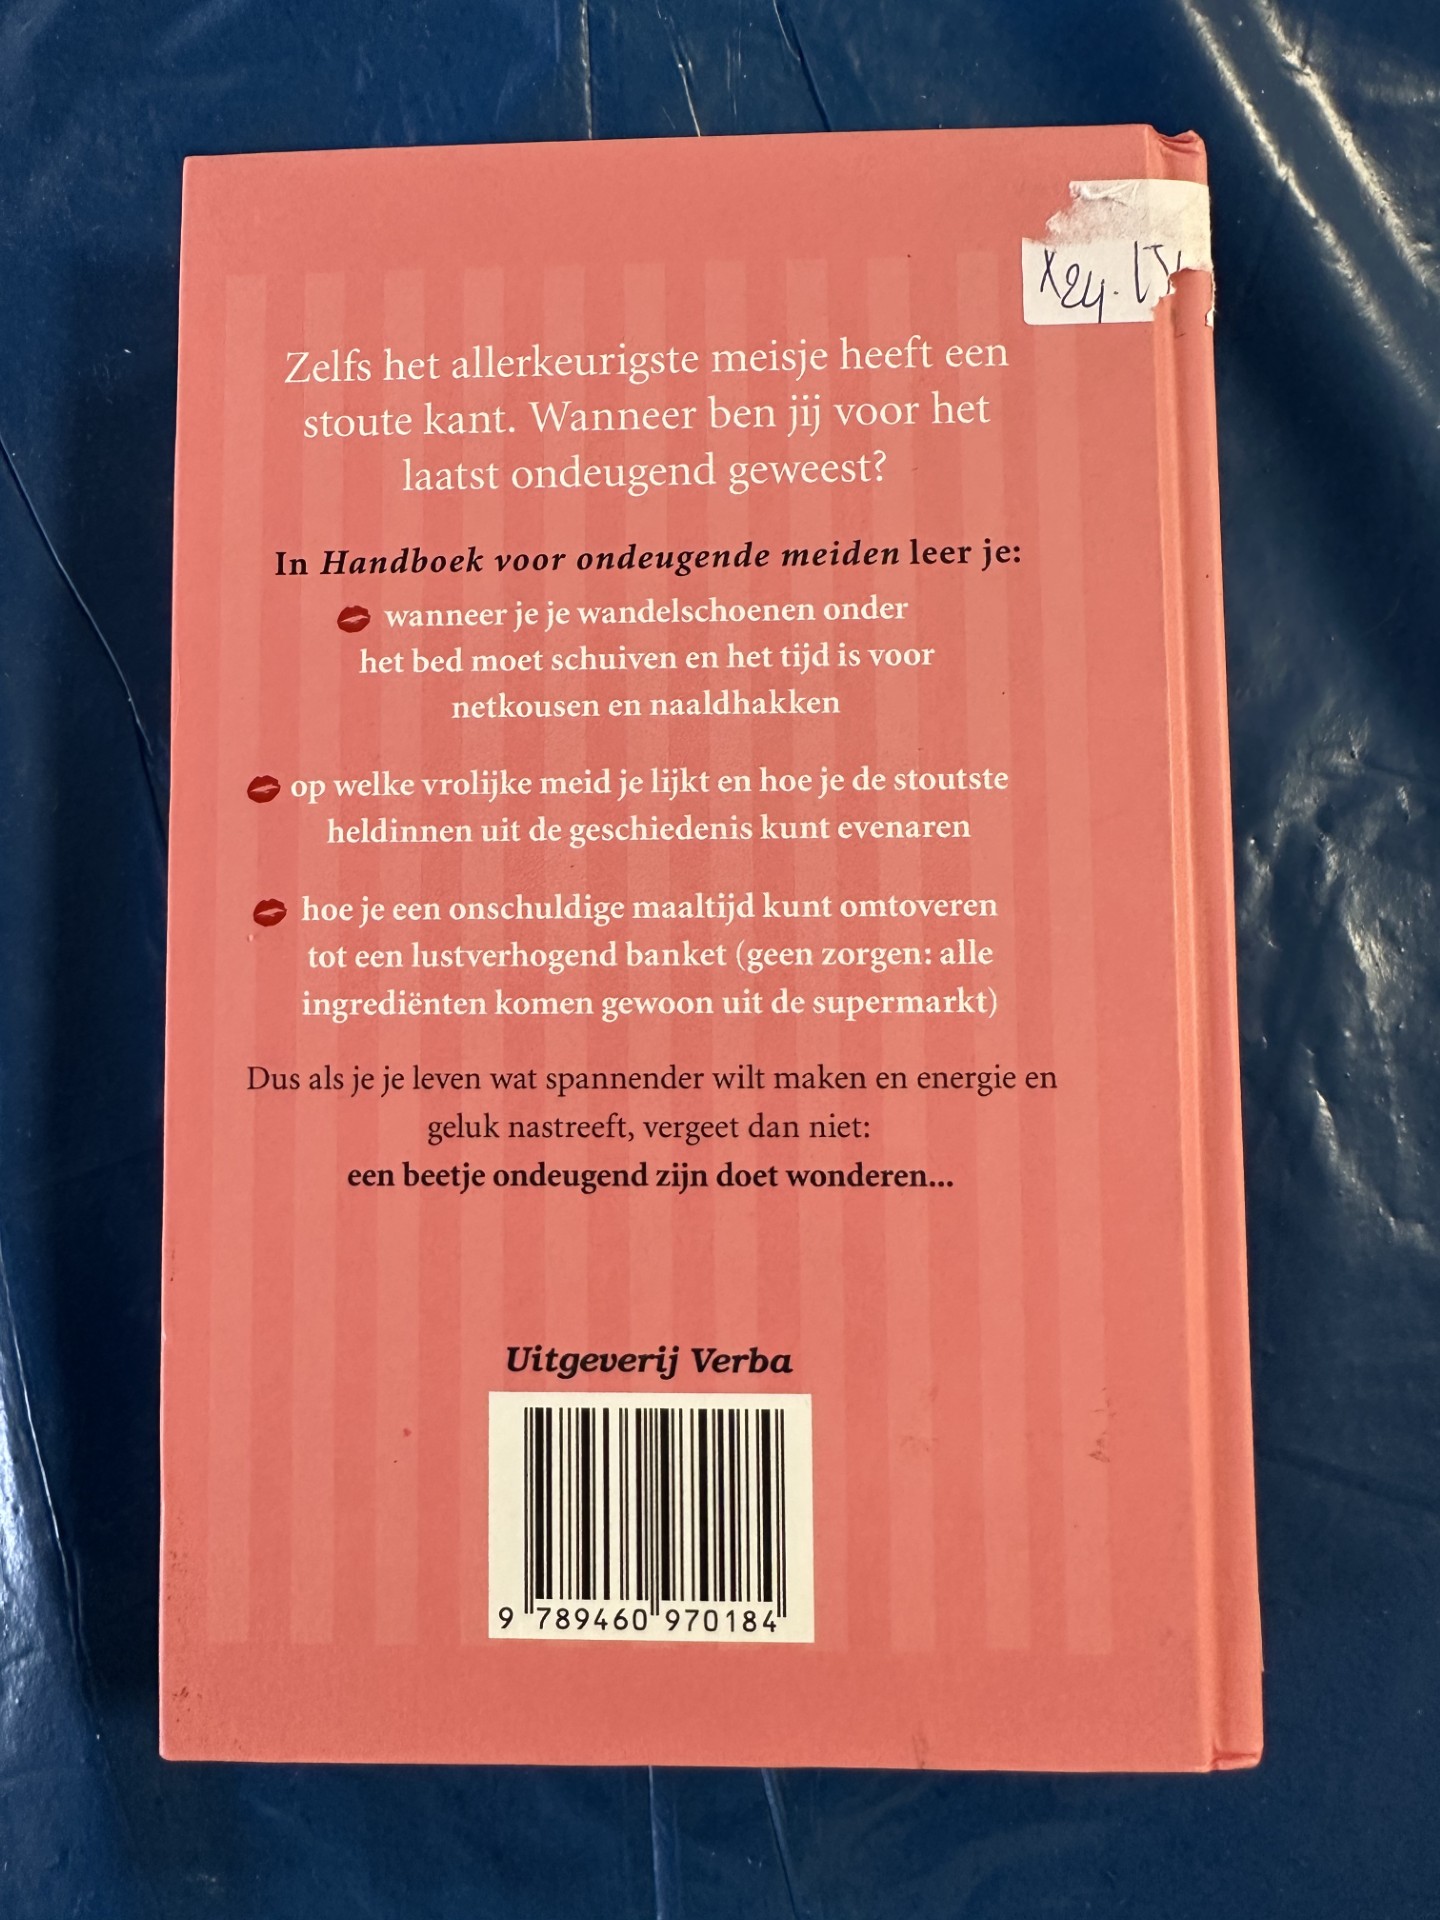 x24.
Zelfs het allerkeurigste meisje heeft een
stoute kant. Wanneer ben jij voor het
laatst ondeugend geweest?
In Handboek voor ondeugende meiden leer je:
wanneer je je wandelschoenen onder
het bed moet schuiven en het tijd is voor
netkousen en naaldhakken
op welke vrolijke meid je lijkt en hoe je de stoutste
heldinnen uit de geschiedenis kunt evenaren
hoe je een onschuldige maaltijd kunt omtoveren
tot een lustverhogend banket (geen zorgen: alle
ingrediënten komen gewoon uit de supermarkt)
Dus als je je leven wat spannender wilt maken en energie en
geluk nastreeft, vergeet dan niet:
een beetje ondeugend zijn doet wonderen...
Uitgeverij Verba
9 789460 970184